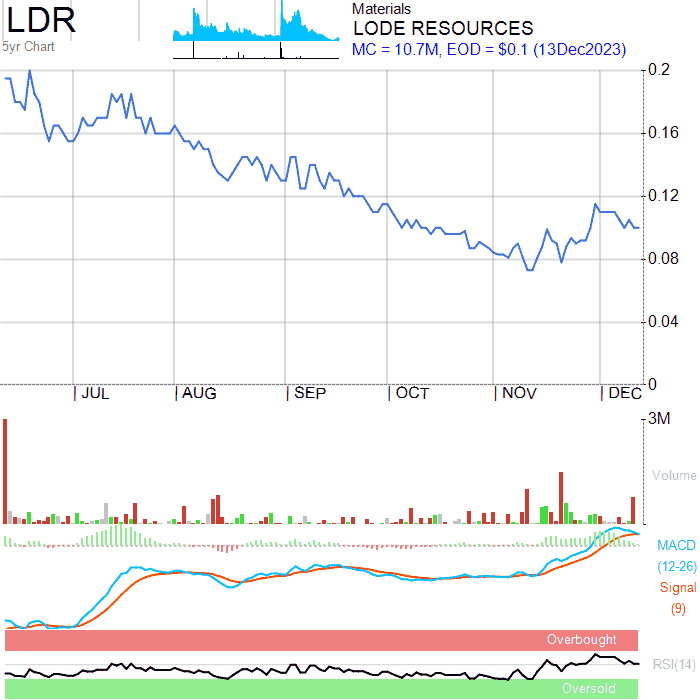 LDR
5yr Chart
Materials
LODE RESOURCES
MC = 10.7M, EOD = $0.1 (13Dec2023)
0.2
0.16
0.12
0.08
0.04
0
JUL AUG SEP OCT NOV DEC
3M
Volume
MACD
(12-26)
Signal
(9)
Overbought
RSI(14)
Oversold